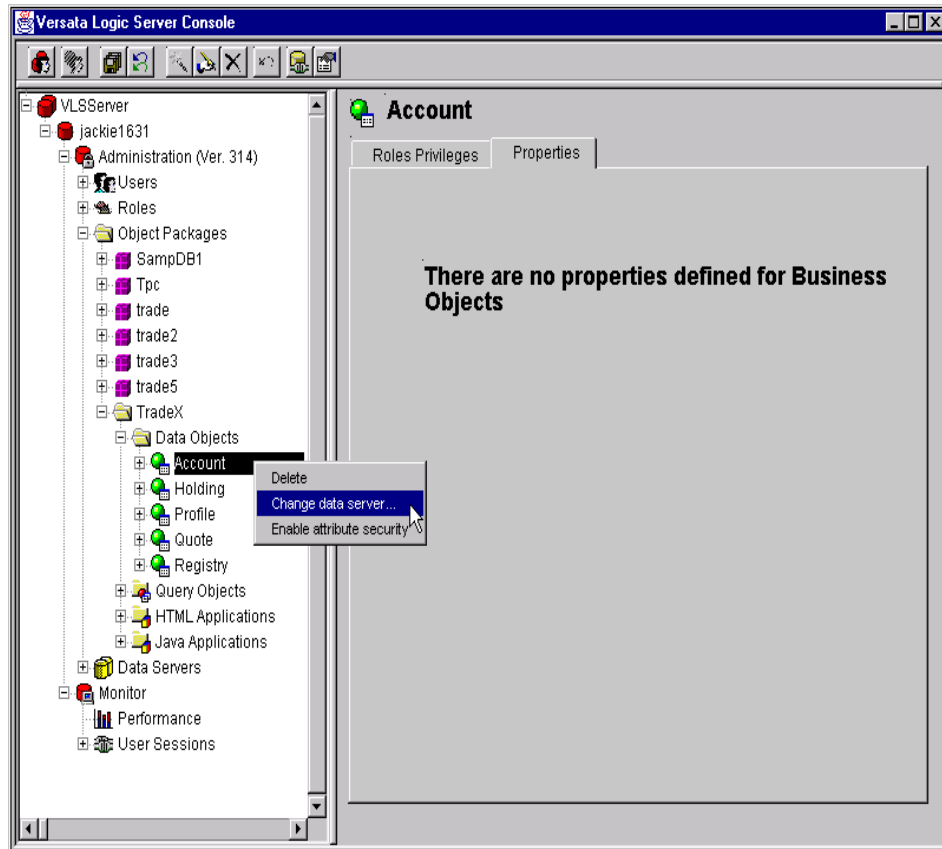 Versata Logic Server Console
VLSServer
jackie1631
Administration (Ver. 314)
Users
Roles
Object Packages
SampDB1
Tpc
trade
trade2
trade3
trade5
TradeX
Data Objects
Account
Holding
Profile
Quote
Registry
Query Objects
HTML Applications
Java Applications
Data Servers
Monitor
Performance
User Sessions
Delete
Change data server...
Enable attribute security
Account
Roles Privileges
Properties
There are no properties defined for Business
Objects